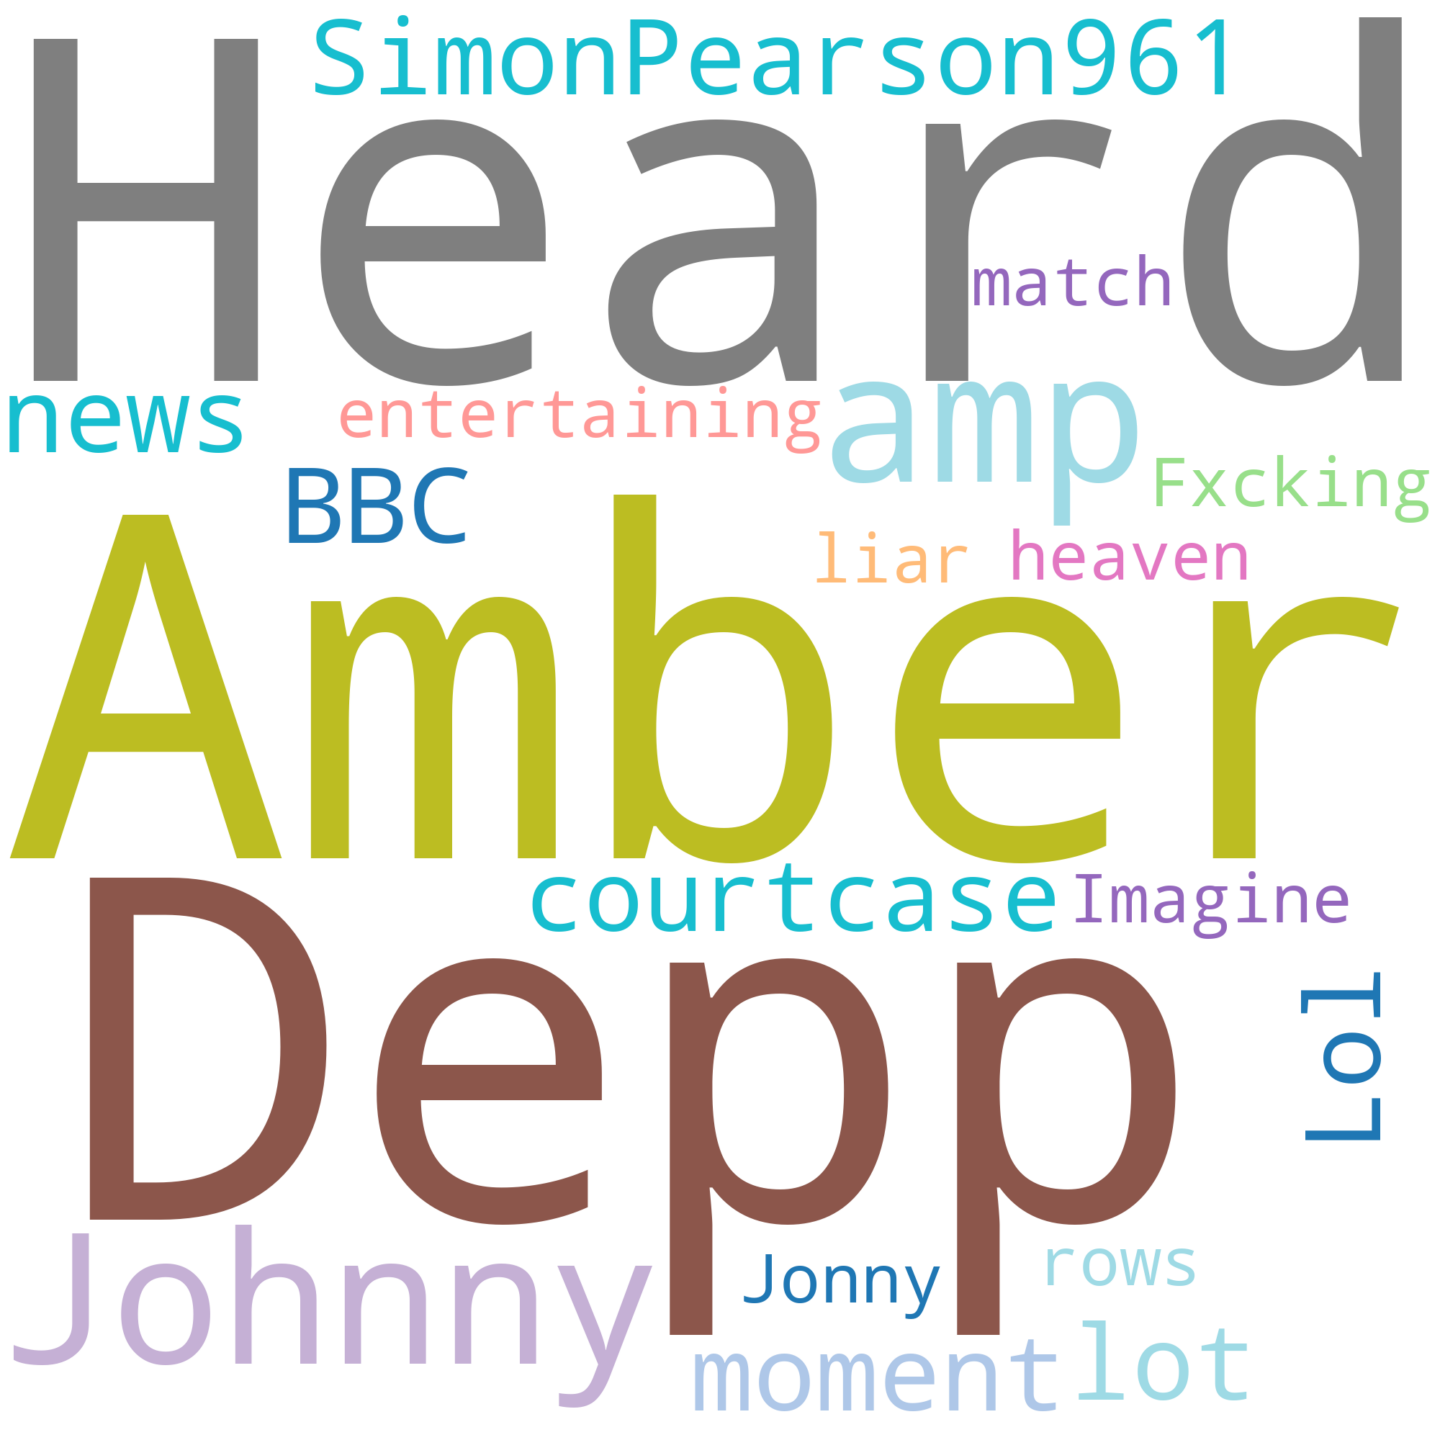 SimonPearson961
Heard
match
news
entertaining
amp
Fxcking
BBC
liar
heaven
Amber
courtcase
Imagine
Depp
Lol
Johnny
Jonny
rows
moment
lot